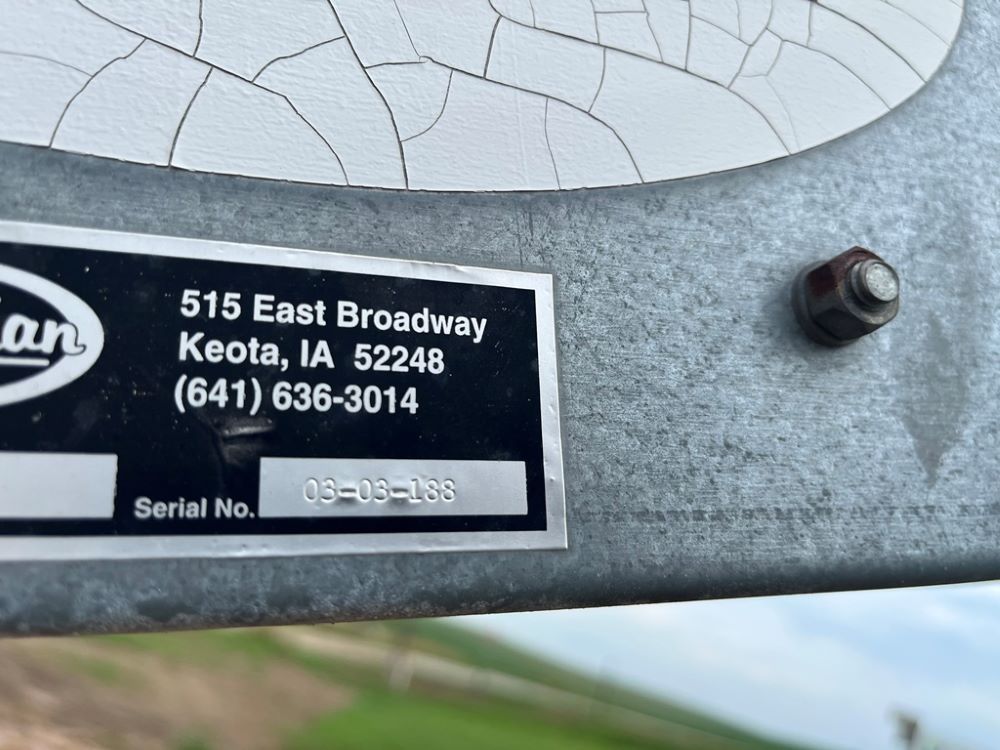 515 East Broadway
Keota, IA 52248
(641) 636-3014
Serial No. 03-03-188